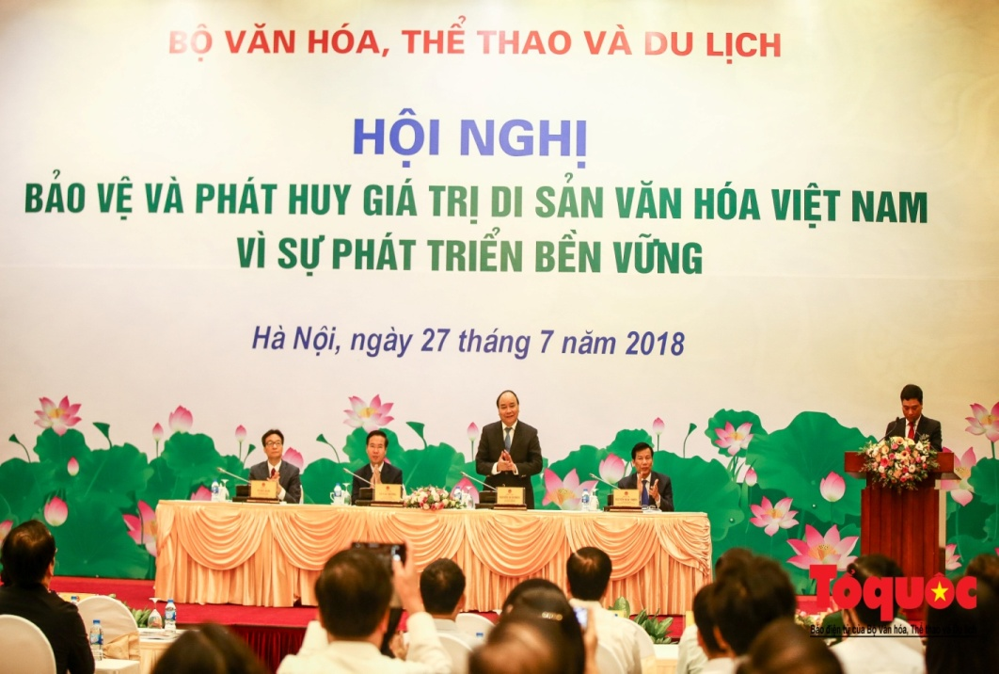 BỘ VĂN HÓA, THỂ THAO VÀ DU LỊCH
HỘI NGHỊ
BẢO VỆ VÀ PHÁT HUY GIÁ TRỊ DI SẢN VĂN HÓA VIỆT NAM
VÌ SỰ PHÁT TRIỂN BỀN VỮNG
Hà Nội, ngày 27 tháng 7 năm 2018
Tổquốc
Báo điện tử của Bộ Văn hóa, Thể thao và Du lịch